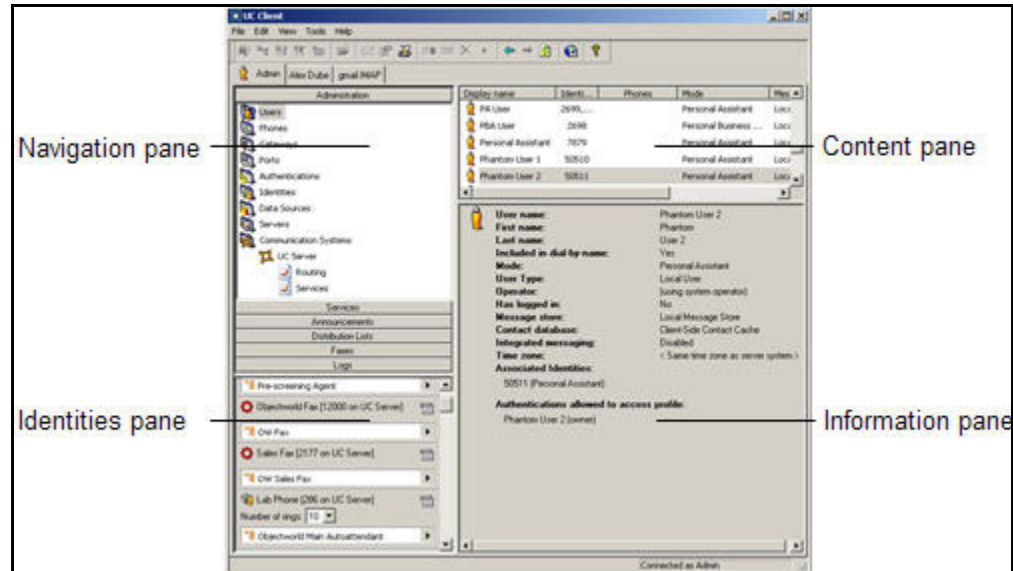 UC Client
File Edit View Tools Help
Admin Alex Dube gmail IMAP
Administration
Users
Phones
Gateways
Ports
Authentications
Identities
Data Sources
Servers
Communication Systems
UC Server
Routing
Services
Services
Announcements
Distribution Lists
Faxes
Logs
Pre-screening Agent
Objectworld Fax [12000 on UC Server]
OW Fax
Sales Fax [2177 on UC Server]
OW Sales Fax
Lab Phone [286 on UC Server]
Number of rings 10
Objectworld Main Autoattendant
Display name Identi... Phones Mode Mes
PA User 2699,... Personal Assistant Loca
PBA User 2698 Personal Business ... Loca
Personal Assistant 7879 Personal Assistant Loca
Phantom User 1 50510 Personal Assistant Loca
Phantom User 2 50511 Personal Assistant Loca
User name: Phantom User 2
First name: Phantom
Last name: User 2
Included in dial-by-name: Yes
Mode: Personal Assistant
User Type: Local User
Operator: [using system operator]
Has logged in: No
Message store: Local Message Store
Contact database: Client-Side Contact Cache
Integrated messaging: Disabled
Time zone: < Same time zone as server system >
Associated Identities:
50511 (Personal Assistant)
Authentications allowed to access profile:
Phantom User 2 (owner)
Connected as Admin
Navigation pane
Content pane
Identities pane
Information pane